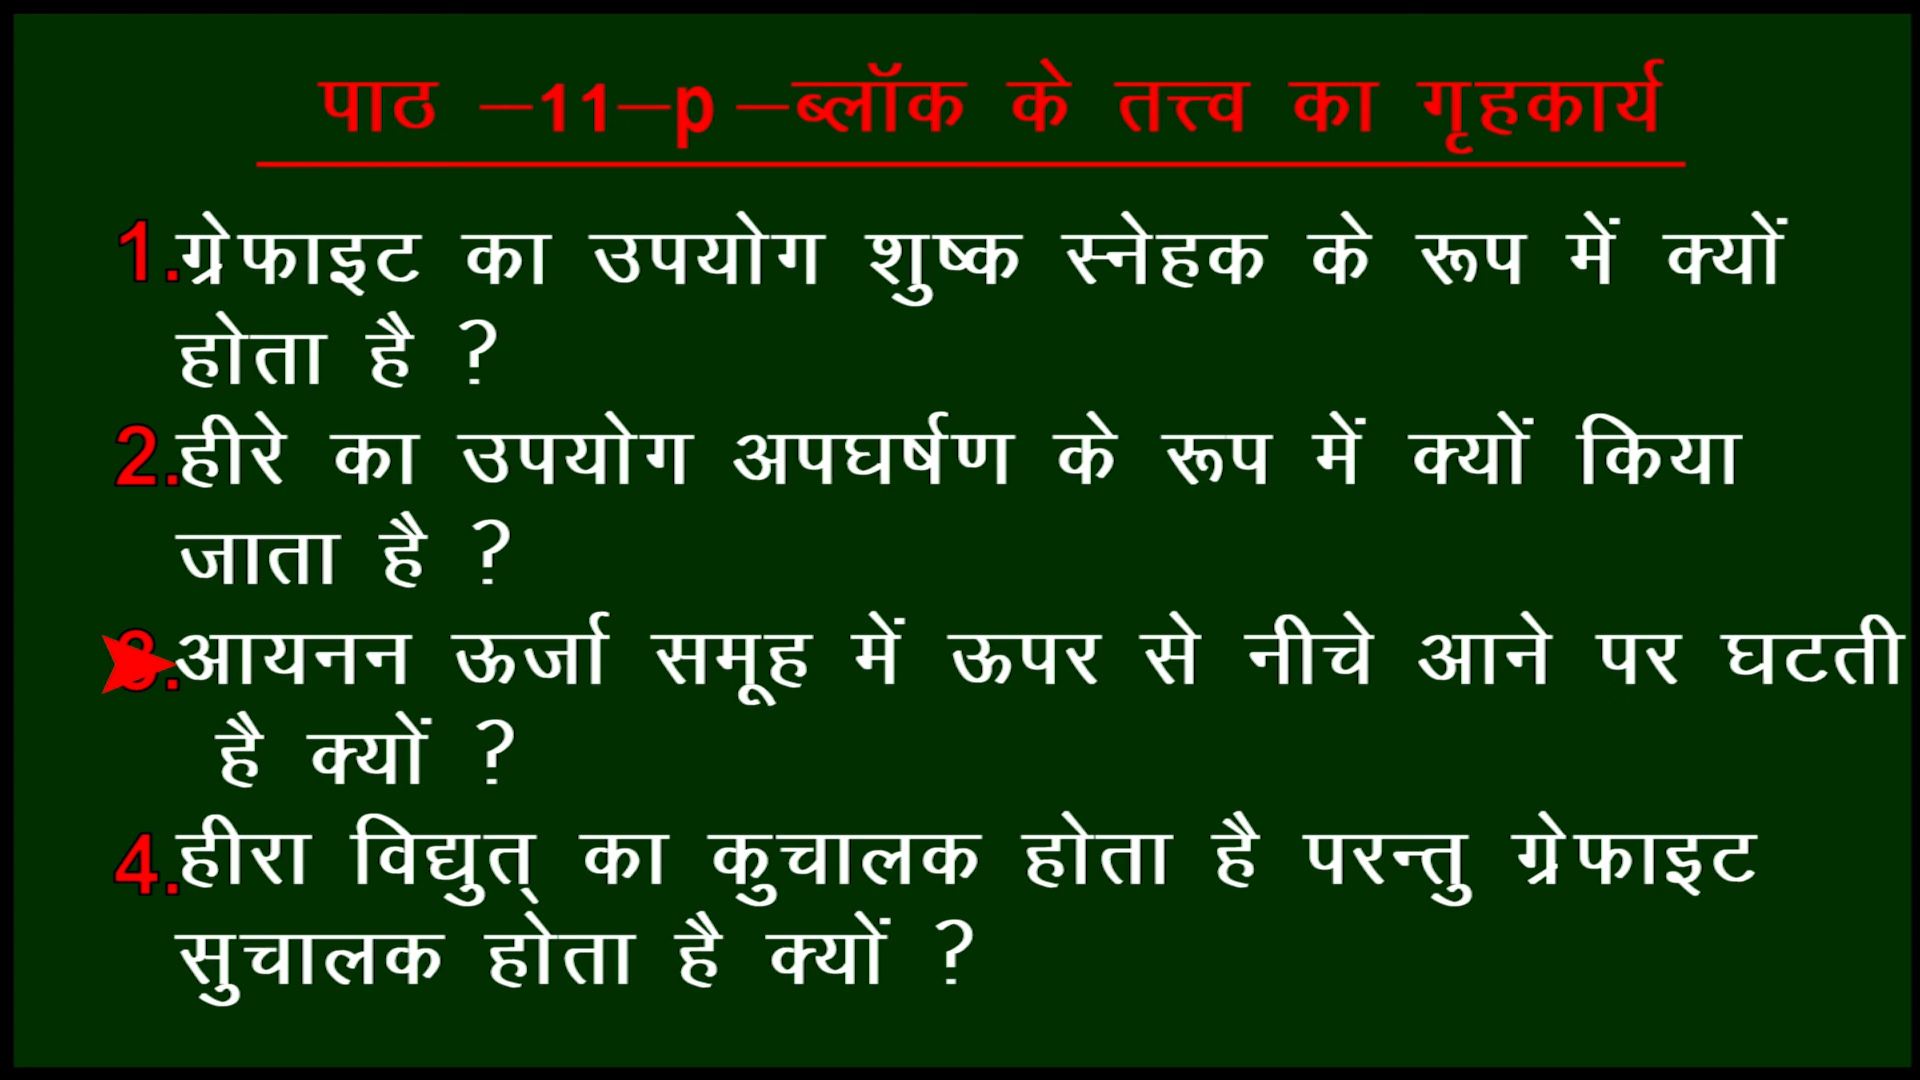 पाठ –11–p –ब्लॉक के तत्त्व का गृहकार्य
1.ग्रेफाइट का उपयोग शुष्क स्नेहक के रूप में क्यों
होता है ?
2.हीरे का उपयोग अपघर्षण के रूप में क्यों किया
जाता है ?
3.आयनन ऊर्जा समूह में ऊपर से नीचे आने पर घटती
है क्यों ?
4.हीरा विद्युत् का कुचालक होता है परन्तु ग्रेफाइट
सुचालक होता है क्यों ?